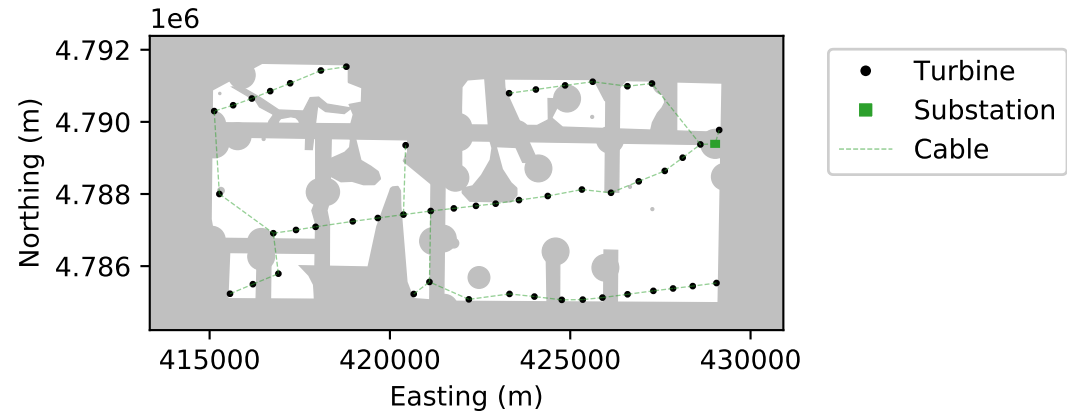 1e6
4.792
4.790
4.788
4.786
Northing (m)
415000 420000 425000 430000
Easting (m)
Turbine
Substation
Cable